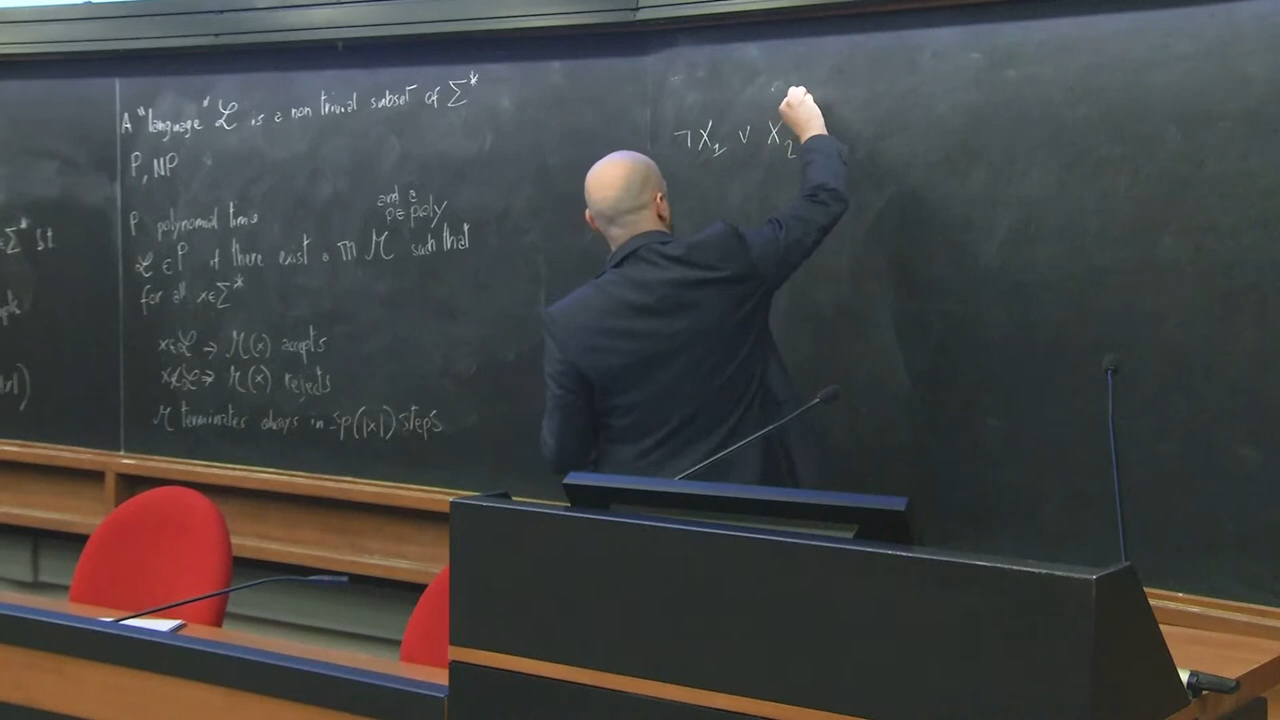 ∈Σ* st
|x|)
A "language" ℒ is a non trivial subset of Σ*
P, NP
P polynomial time
and a
p∈poly
ℒ ∈ P if there exist a TM M such that
for all x∈Σ*
x∈ℒ → M(x) accepts
x∉ℒ → M(x) rejects
M terminates always in ≤p(|x|) steps
¬X₁ ∨ X₂